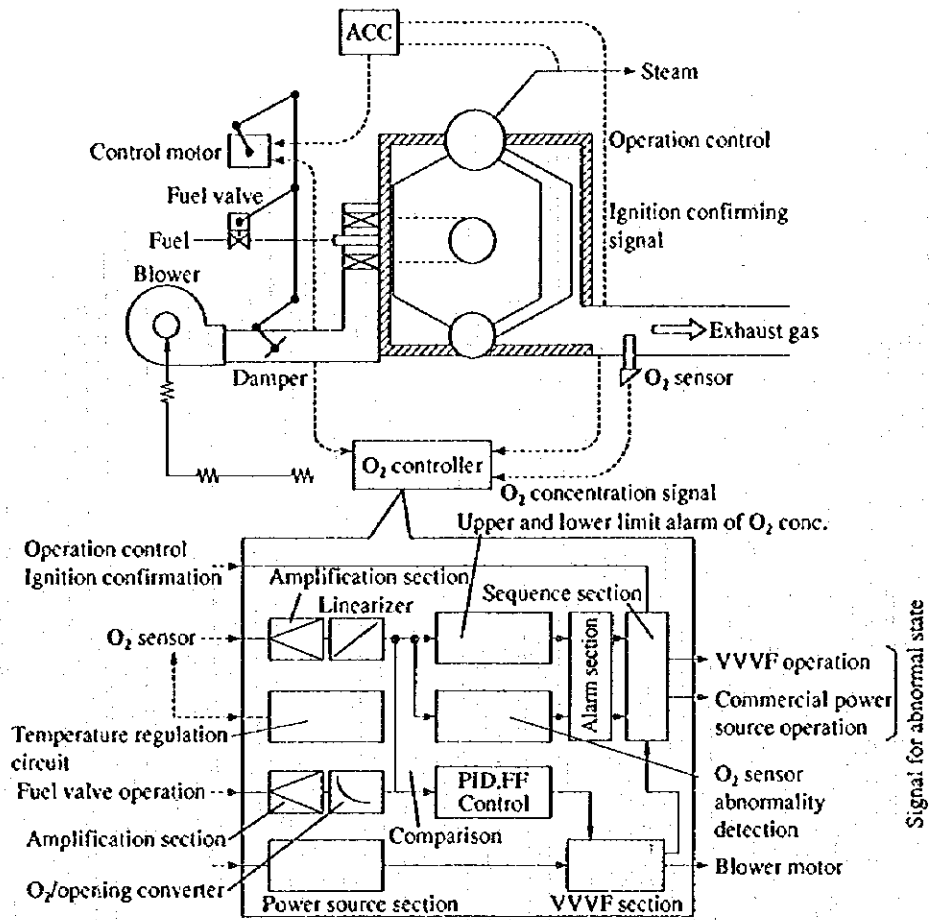 ACC
Steam
Control motor
Operation control
Fuel valve
Ignition confirming
signal
Fuel
Blower
Exhaust gas
Damper
O₂ sensor
O₂ controller
O₂ concentration signal
Upper and lower limit alarm of O₂ conc.
Operation control
Ignition confirmation
Amplification section
Sequence section
Linearizer
O₂ sensor
Alarm section
VVVF operation
Commercial power
source operation
Signal for abnormal state
Temperature regulation
circuit
O₂ sensor
abnormality
detection
Fuel valve operation
PID.FF
Control
Amplification section
Comparison
O₂/opening converter
Blower motor
Power source section
VVVF section